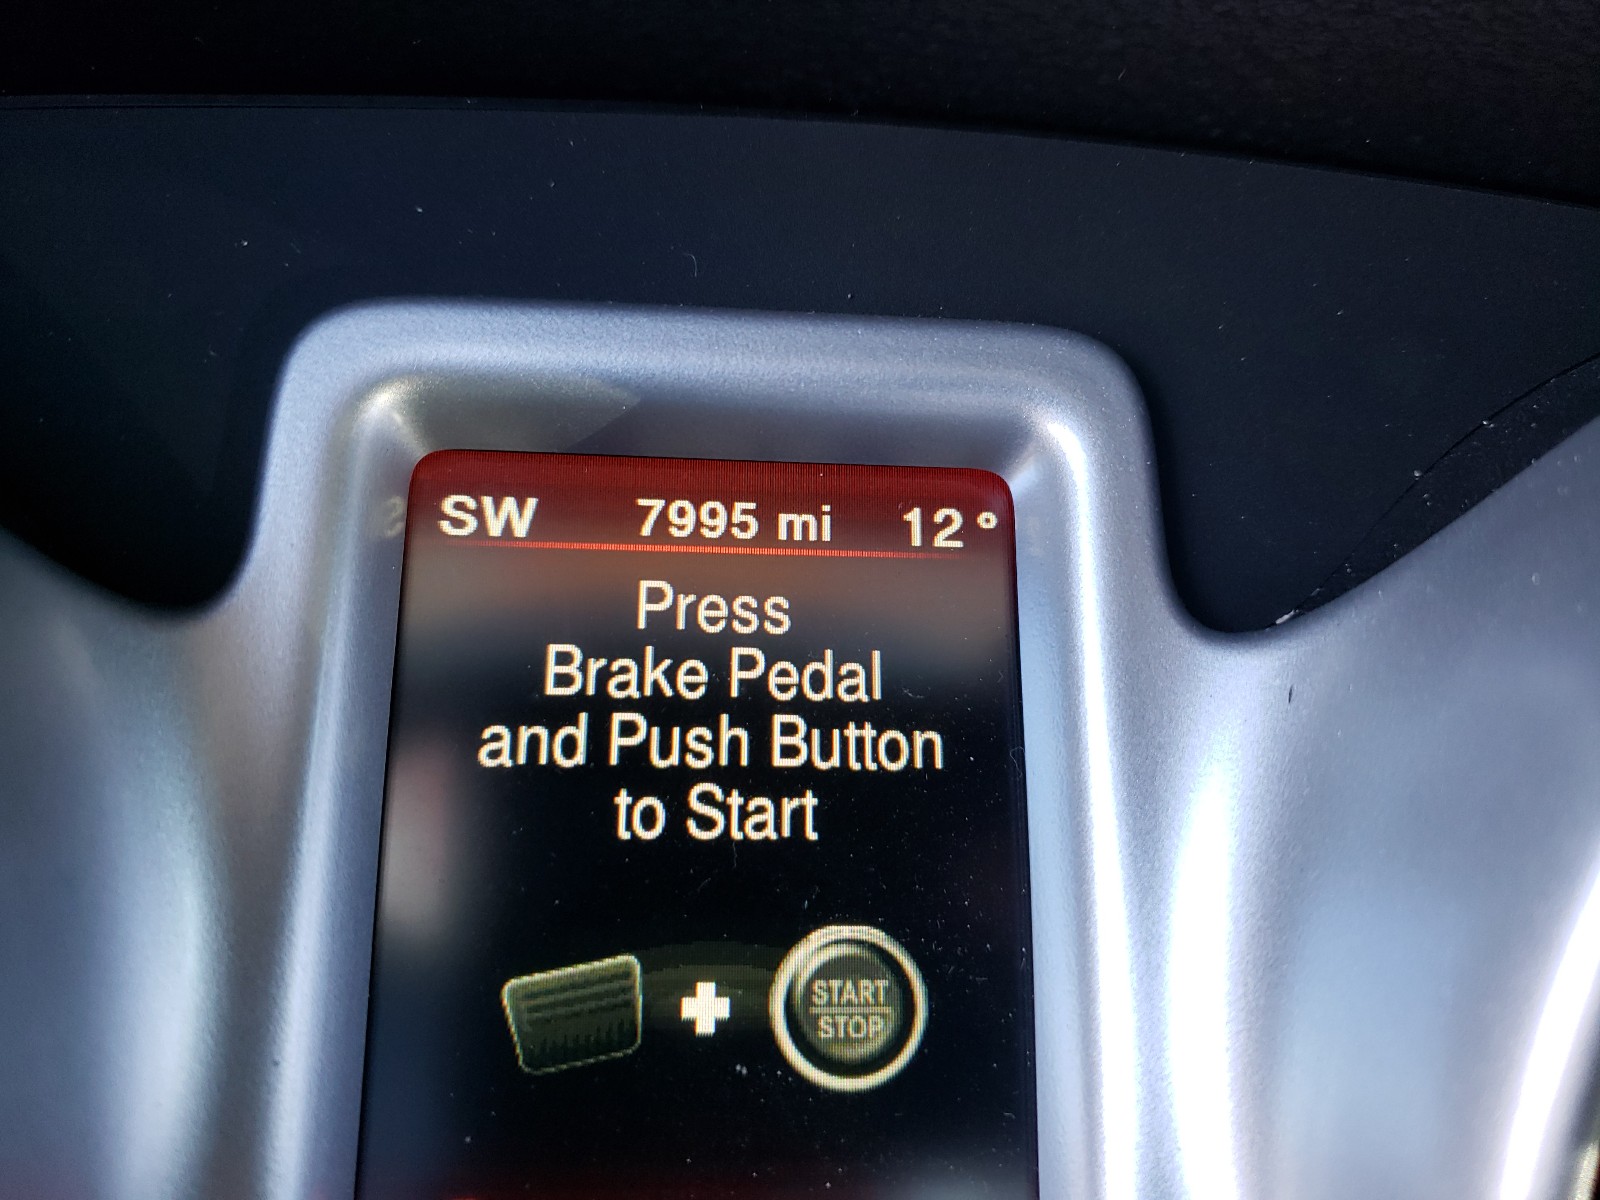 SW 7995 mi 12°
Press
Brake Pedal
and Push Button
to Start
START
STOP